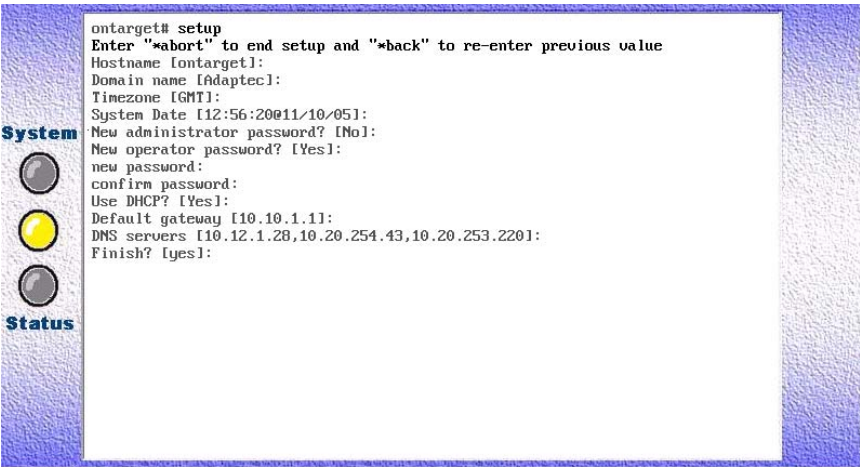 ontarget# setup
Enter "*abort" to end setup and "*back" to re-enter previous value
Hostname [ontarget]:
Domain name [Adaptec]:
Timezone [GMT]:
System Date [12:56:20@11/10/05]:
New administrator password? [No]:
New operator password? [Yes]:
new password:
confirm password:
Use DHCP? [Yes]:
Default gateway [10.10.1.1]:
DNS servers [10.12.1.28,10.20.254.43,10.20.253.220]:
Finish? [yes]:
System
Status